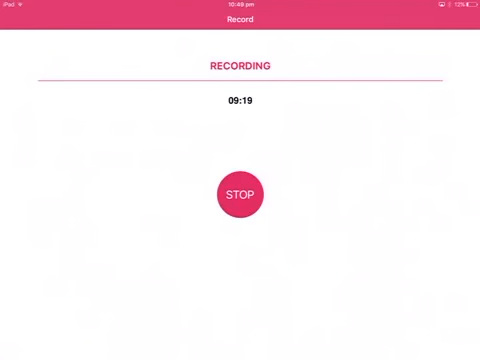 iPad 10:49 pm 12%
Record
RECORDING
09:19
STOP